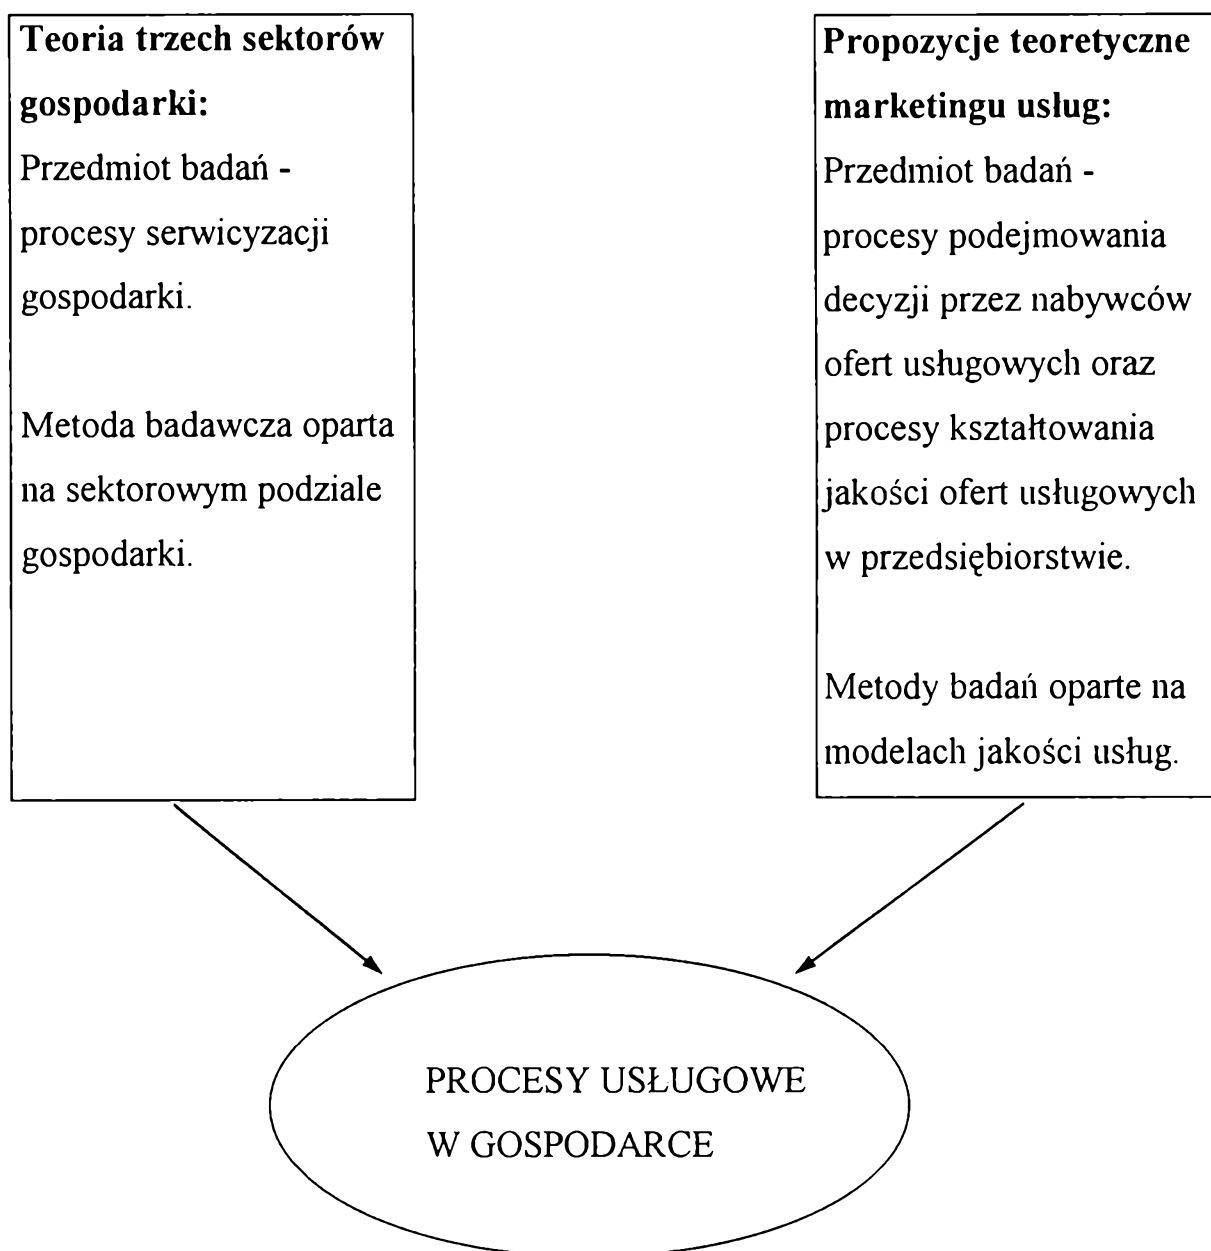 Teoria trzech sektorów
gospodarki:
Przedmiot badań -
procesy serwicyzacji
gospodarki.
Metoda badawcza oparta
na sektorowym podziale
gospodarki.
Propozycje teoretyczne
marketingu usług:
Przedmiot badań -
procesy podejmowania
decyzji przez nabywców
ofert usługowych oraz
procesy kształtowania
jakości ofert usługowych
w przedsiębiorstwie.
Metody badań oparte na
modelach jakości usług.
PROCESY USŁUGOWE
W GOSPODARCE